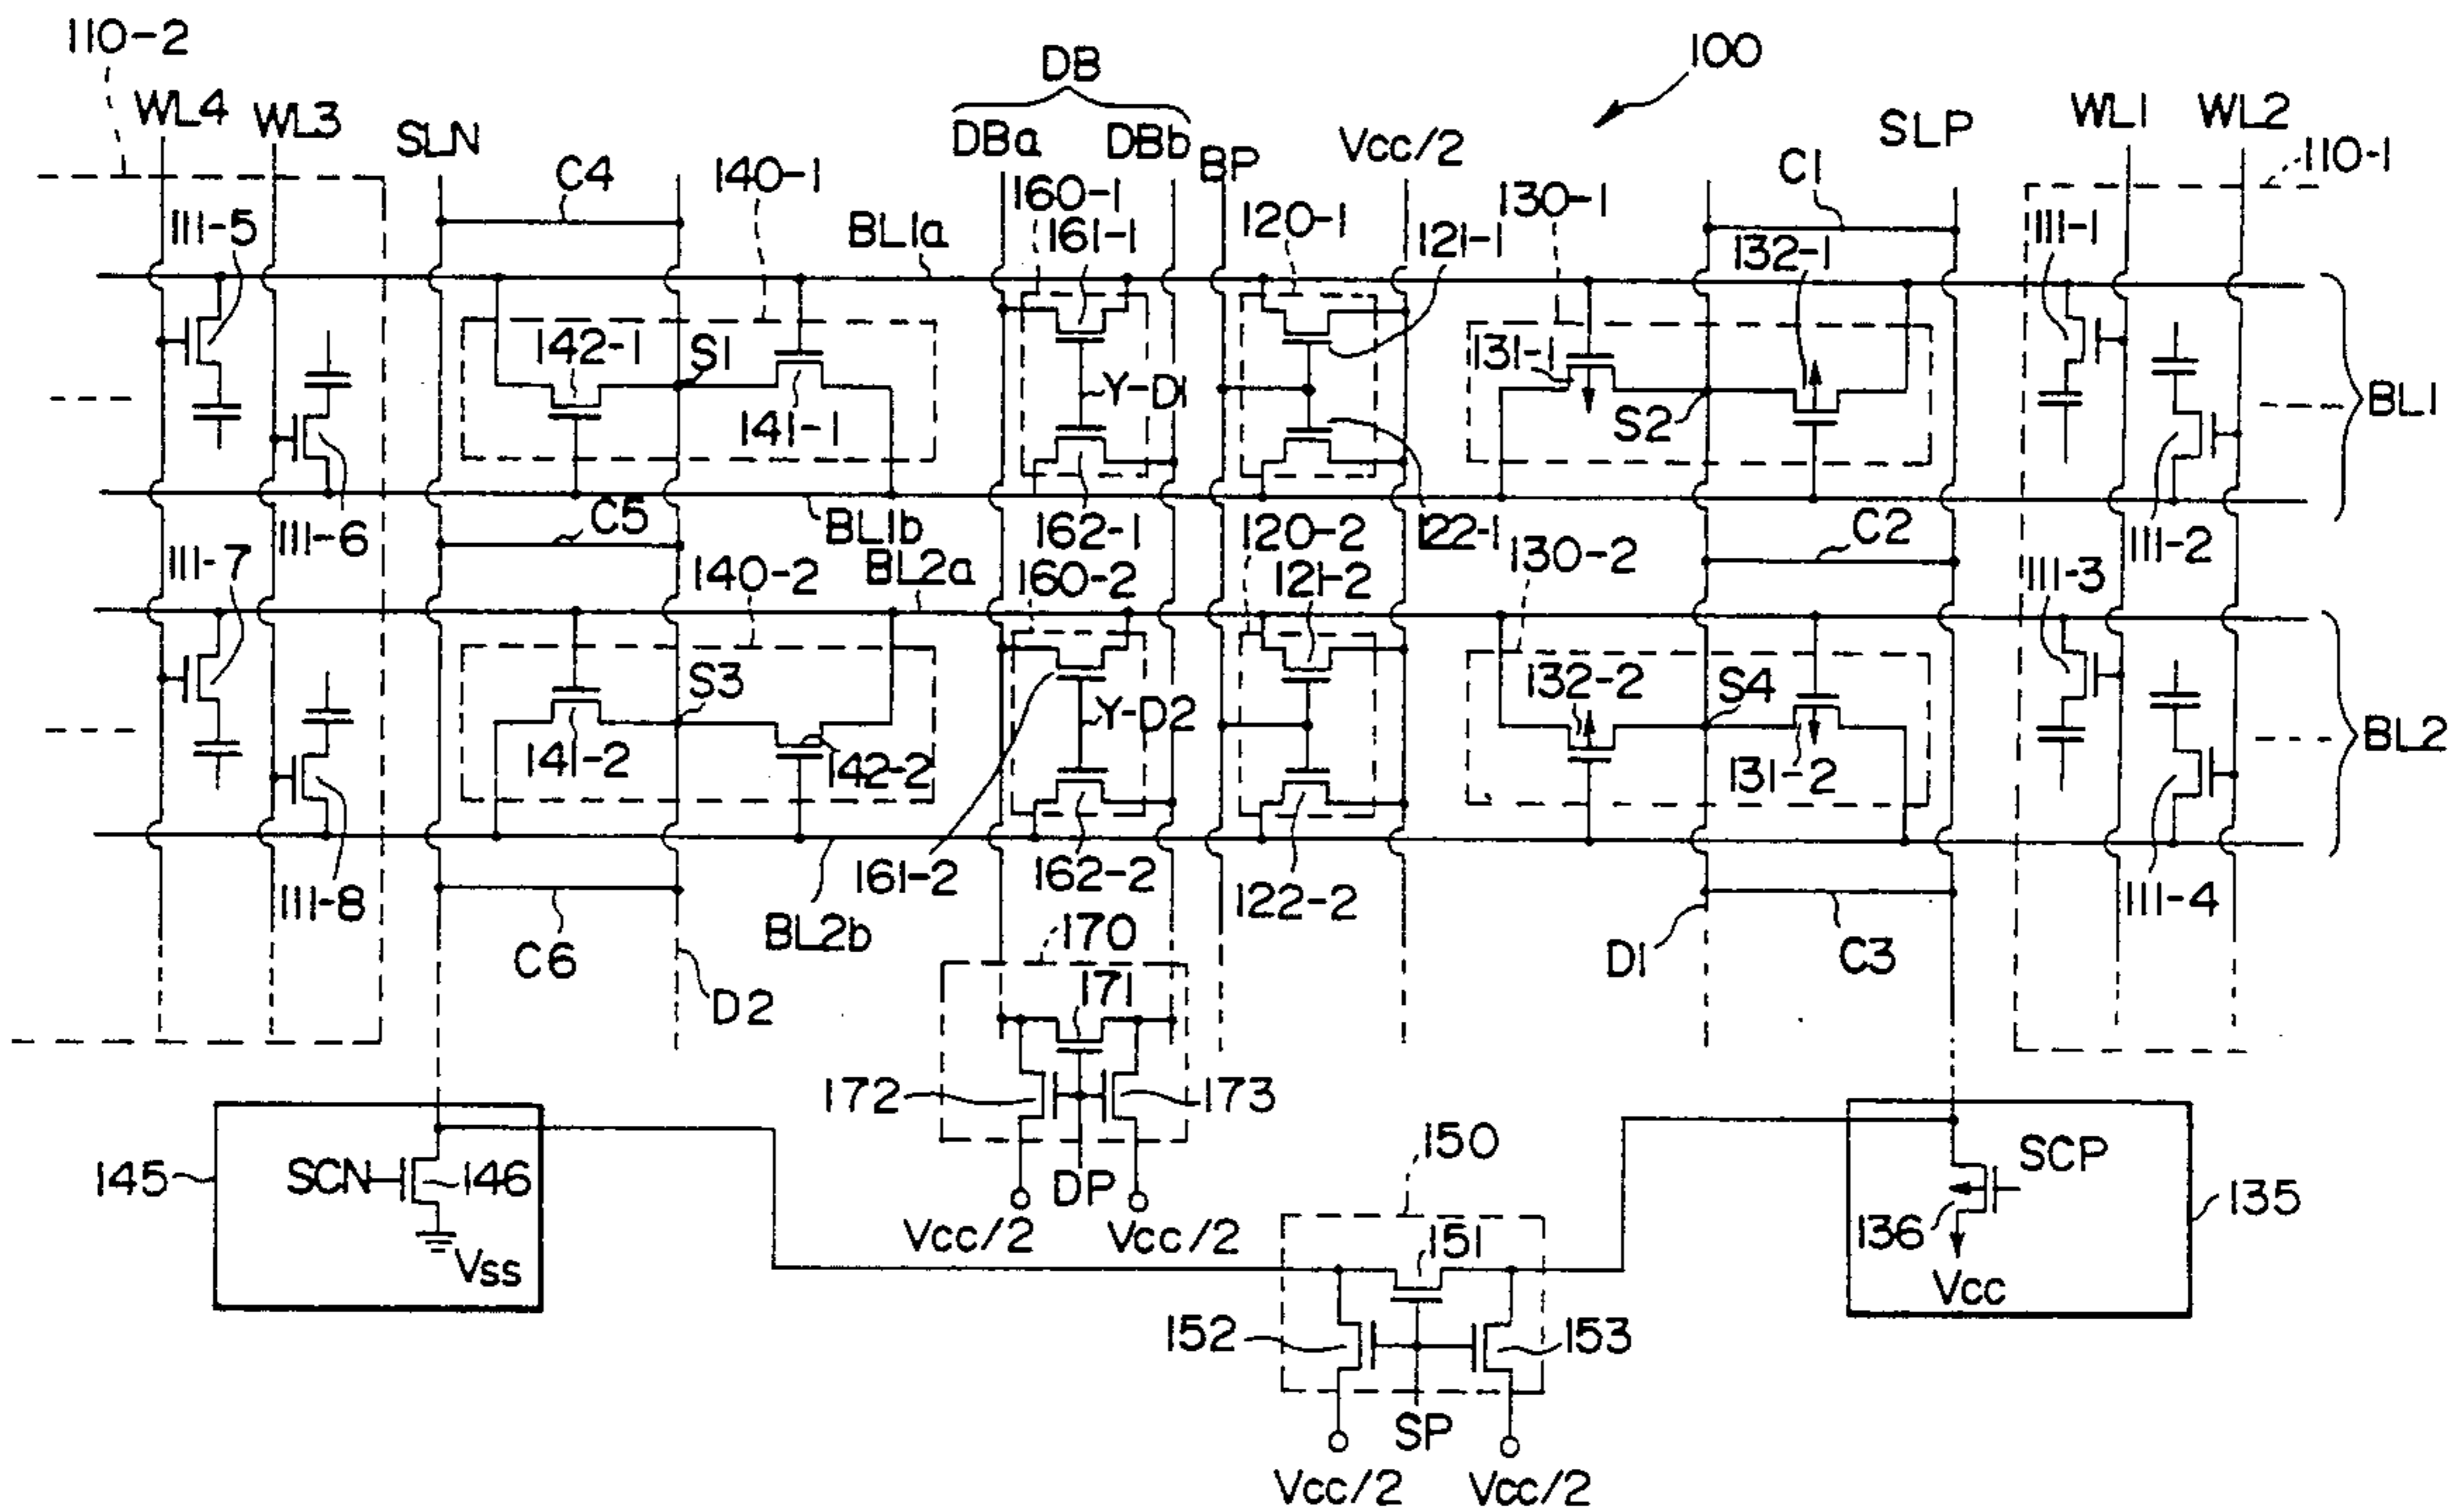 110-2
DB
100
WL4
WL3
SLN
DBa
DBb
BP
Vcc/2
SLP
WL1
WL2
110-1
C4
140-1
160-1
161-1
120-1
121-1
130-1
C1
132-1
111-1
111-5
BL1a
142-1
S1
141-1
Y-D1
131-1
S2
BL1
111-6
C5
BL1b
162-1
120-2
122-1
130-2
C2
111-2
111-7
140-2
BL2a
160-2
121-2
111-3
S3
Y-D2
132-2
S4
BL2
141-2
142-2
131-2
111-8
161-2
162-2
122-2
111-4
C6
BL2b
170
D1
C3
D2
171
172
173
145
SCN
146
DP
150
SCP
136
135
Vss
Vcc/2
Vcc/2
151
Vcc
152
153
SP
Vcc/2
Vcc/2